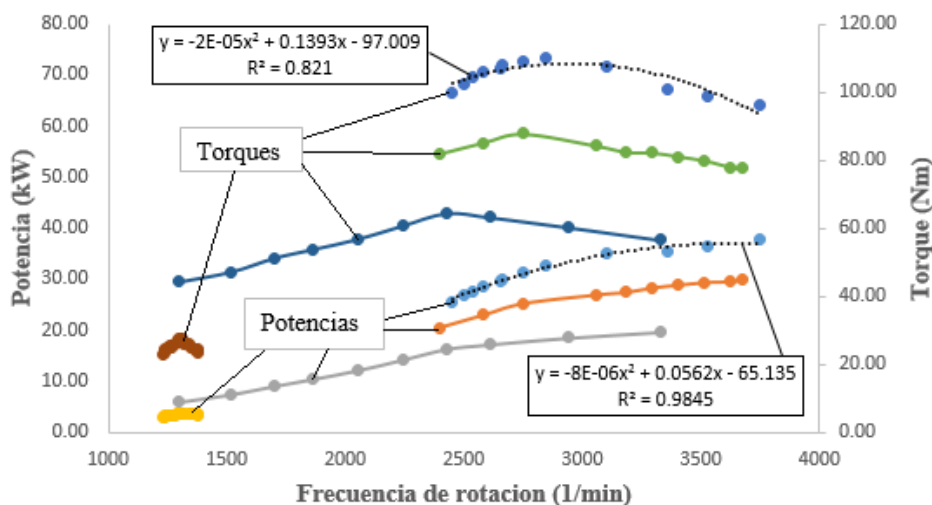 80.00
70.00
60.00
50.00
40.00
30.00
20.00
10.00
0.00
Potencia (kW)
120.00
100.00
80.00
60.00
40.00
20.00
0.00
Torque (Nm)
y = -2E-05x² + 0.1393x - 97.009
R² = 0.821
Torques
Potencias
y = -8E-06x² + 0.0562x - 65.135
R² = 0.9845
1000 1500 2000 2500 3000 3500 4000
Frecuencia de rotacion (1/min)